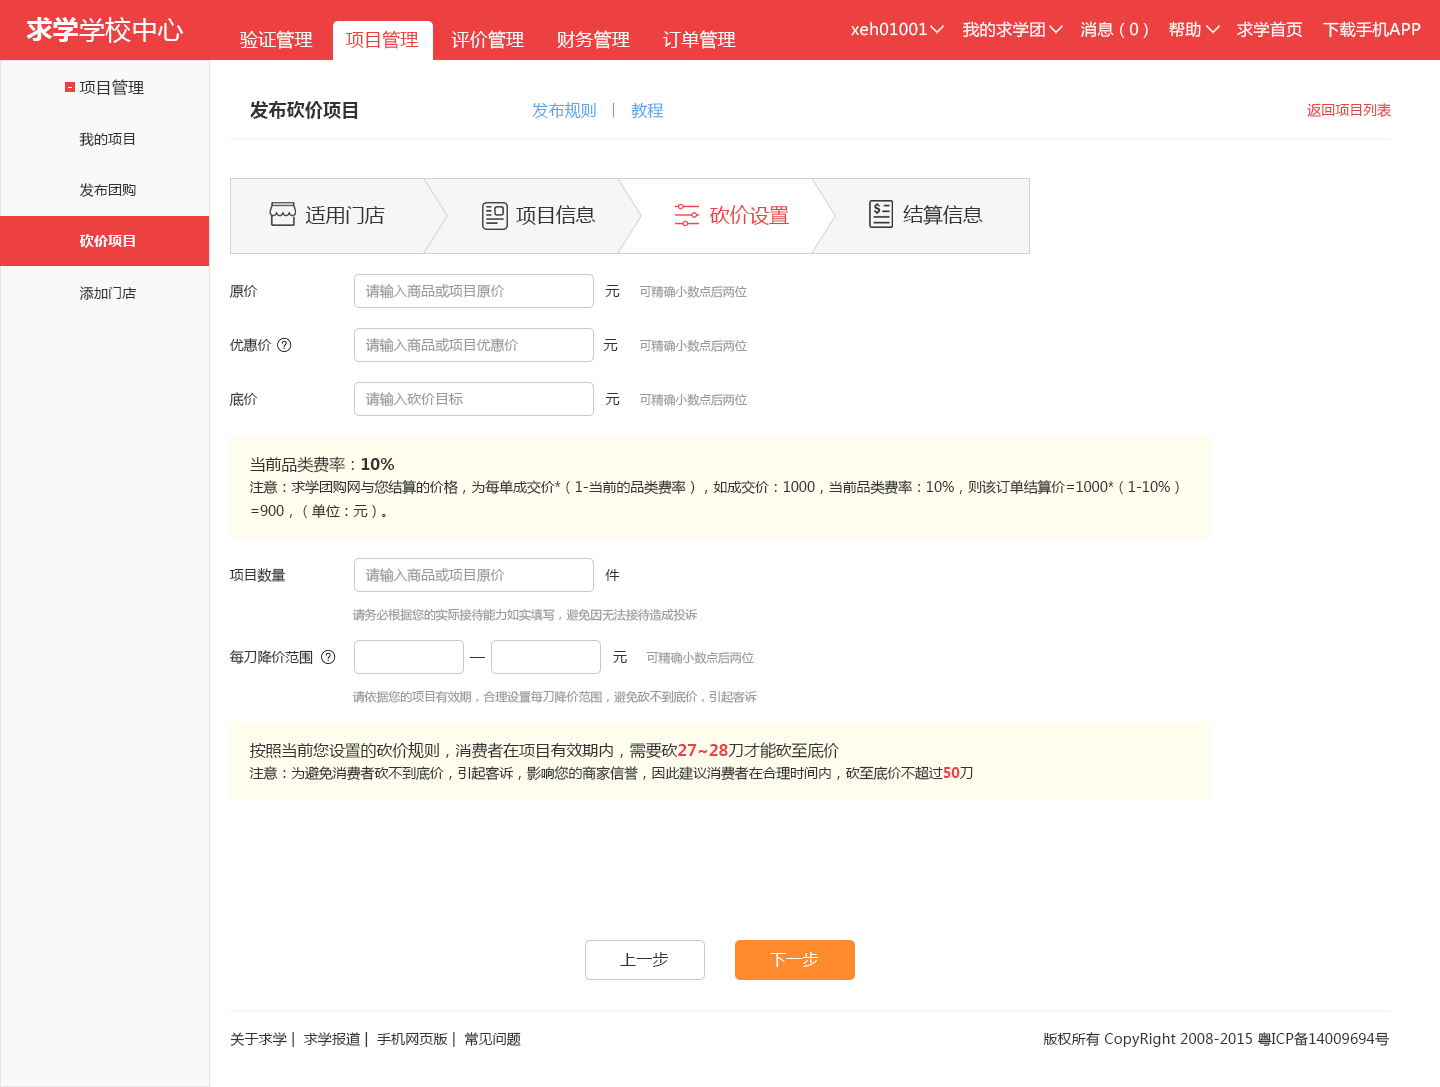 求学学校中心
验证管理 项目管理 评价管理 财务管理 订单管理
xeh01001 我的求学团 消息（0） 帮助 求学首页 下载手机APP
项目管理
我的项目
发布团购
砍价项目
添加门店
发布砍价项目 发布规则 | 教程 返回项目列表
适用门店 项目信息 砍价设置 结算信息
原价 请输入商品或项目原价 元 可精确小数点后两位
优惠价 ? 请输入商品或项目优惠价 元 可精确小数点后两位
底价 请输入砍价目标 元 可精确小数点后两位
当前品类费率：10%
注意：求学团购网与您结算的价格，为每单成交价*（1-当前的品类费率），如成交价：1000，当前品类费率：10%，则该订单结算价=1000*（1-10%）
=900，（单位：元）。
项目数量 请输入商品或项目原价 件
请务必根据您的实际接待能力如实填写，避免因无法接待造成投诉
每刀降价范围 ? — 元 可精确小数点后两位
请依据您的项目有效期，合理设置每刀降价范围，避免砍不到底价，引起客诉
按照当前您设置的砍价规则，消费者在项目有效期内，需要砍27~28刀才能砍至底价
注意：为避免消费者砍不到底价，引起客诉，影响您的商家信誉，因此建议消费者在合理时间内，砍至底价不超过50刀
上一步 下一步
关于求学 | 求学报道 | 手机网页版 | 常见问题 版权所有 CopyRight 2008-2015 粤ICP备14009694号